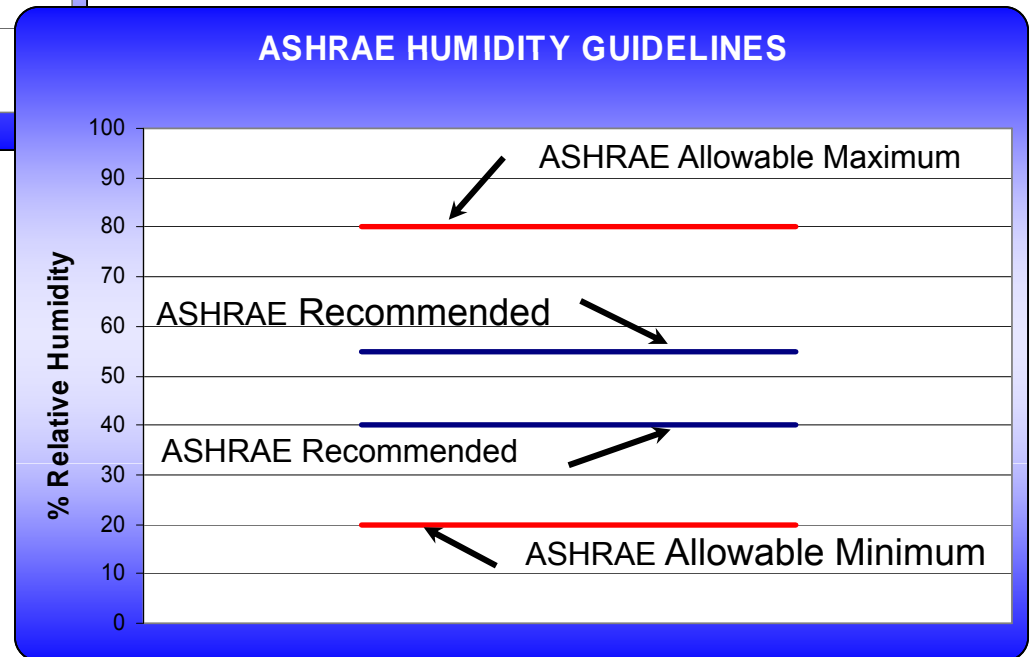 ASHRAE HUMIDITY GUIDELINES
% Relative Humidity
100
90
80
70
60
50
40
30
20
10
0
ASHRAE Allowable Maximum
ASHRAE Recommended
ASHRAE Recommended
ASHRAE Allowable Minimum